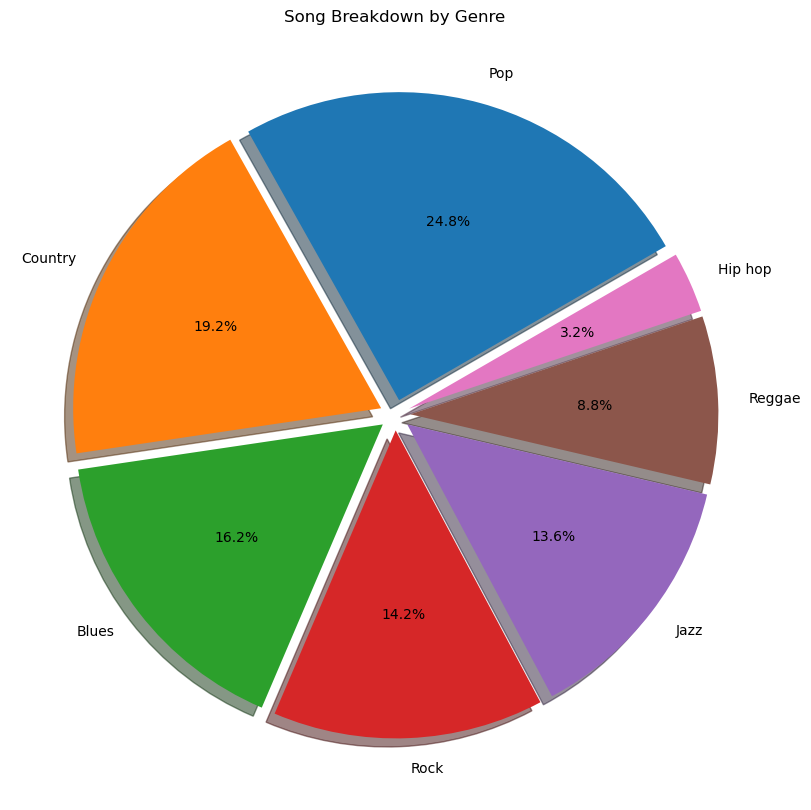 Song Breakdown by Genre
Pop
24.8%
Country
19.2%
Hip hop
3.2%
Reggae
8.8%
Blues
16.2%
Jazz
13.6%
Rock
14.2%